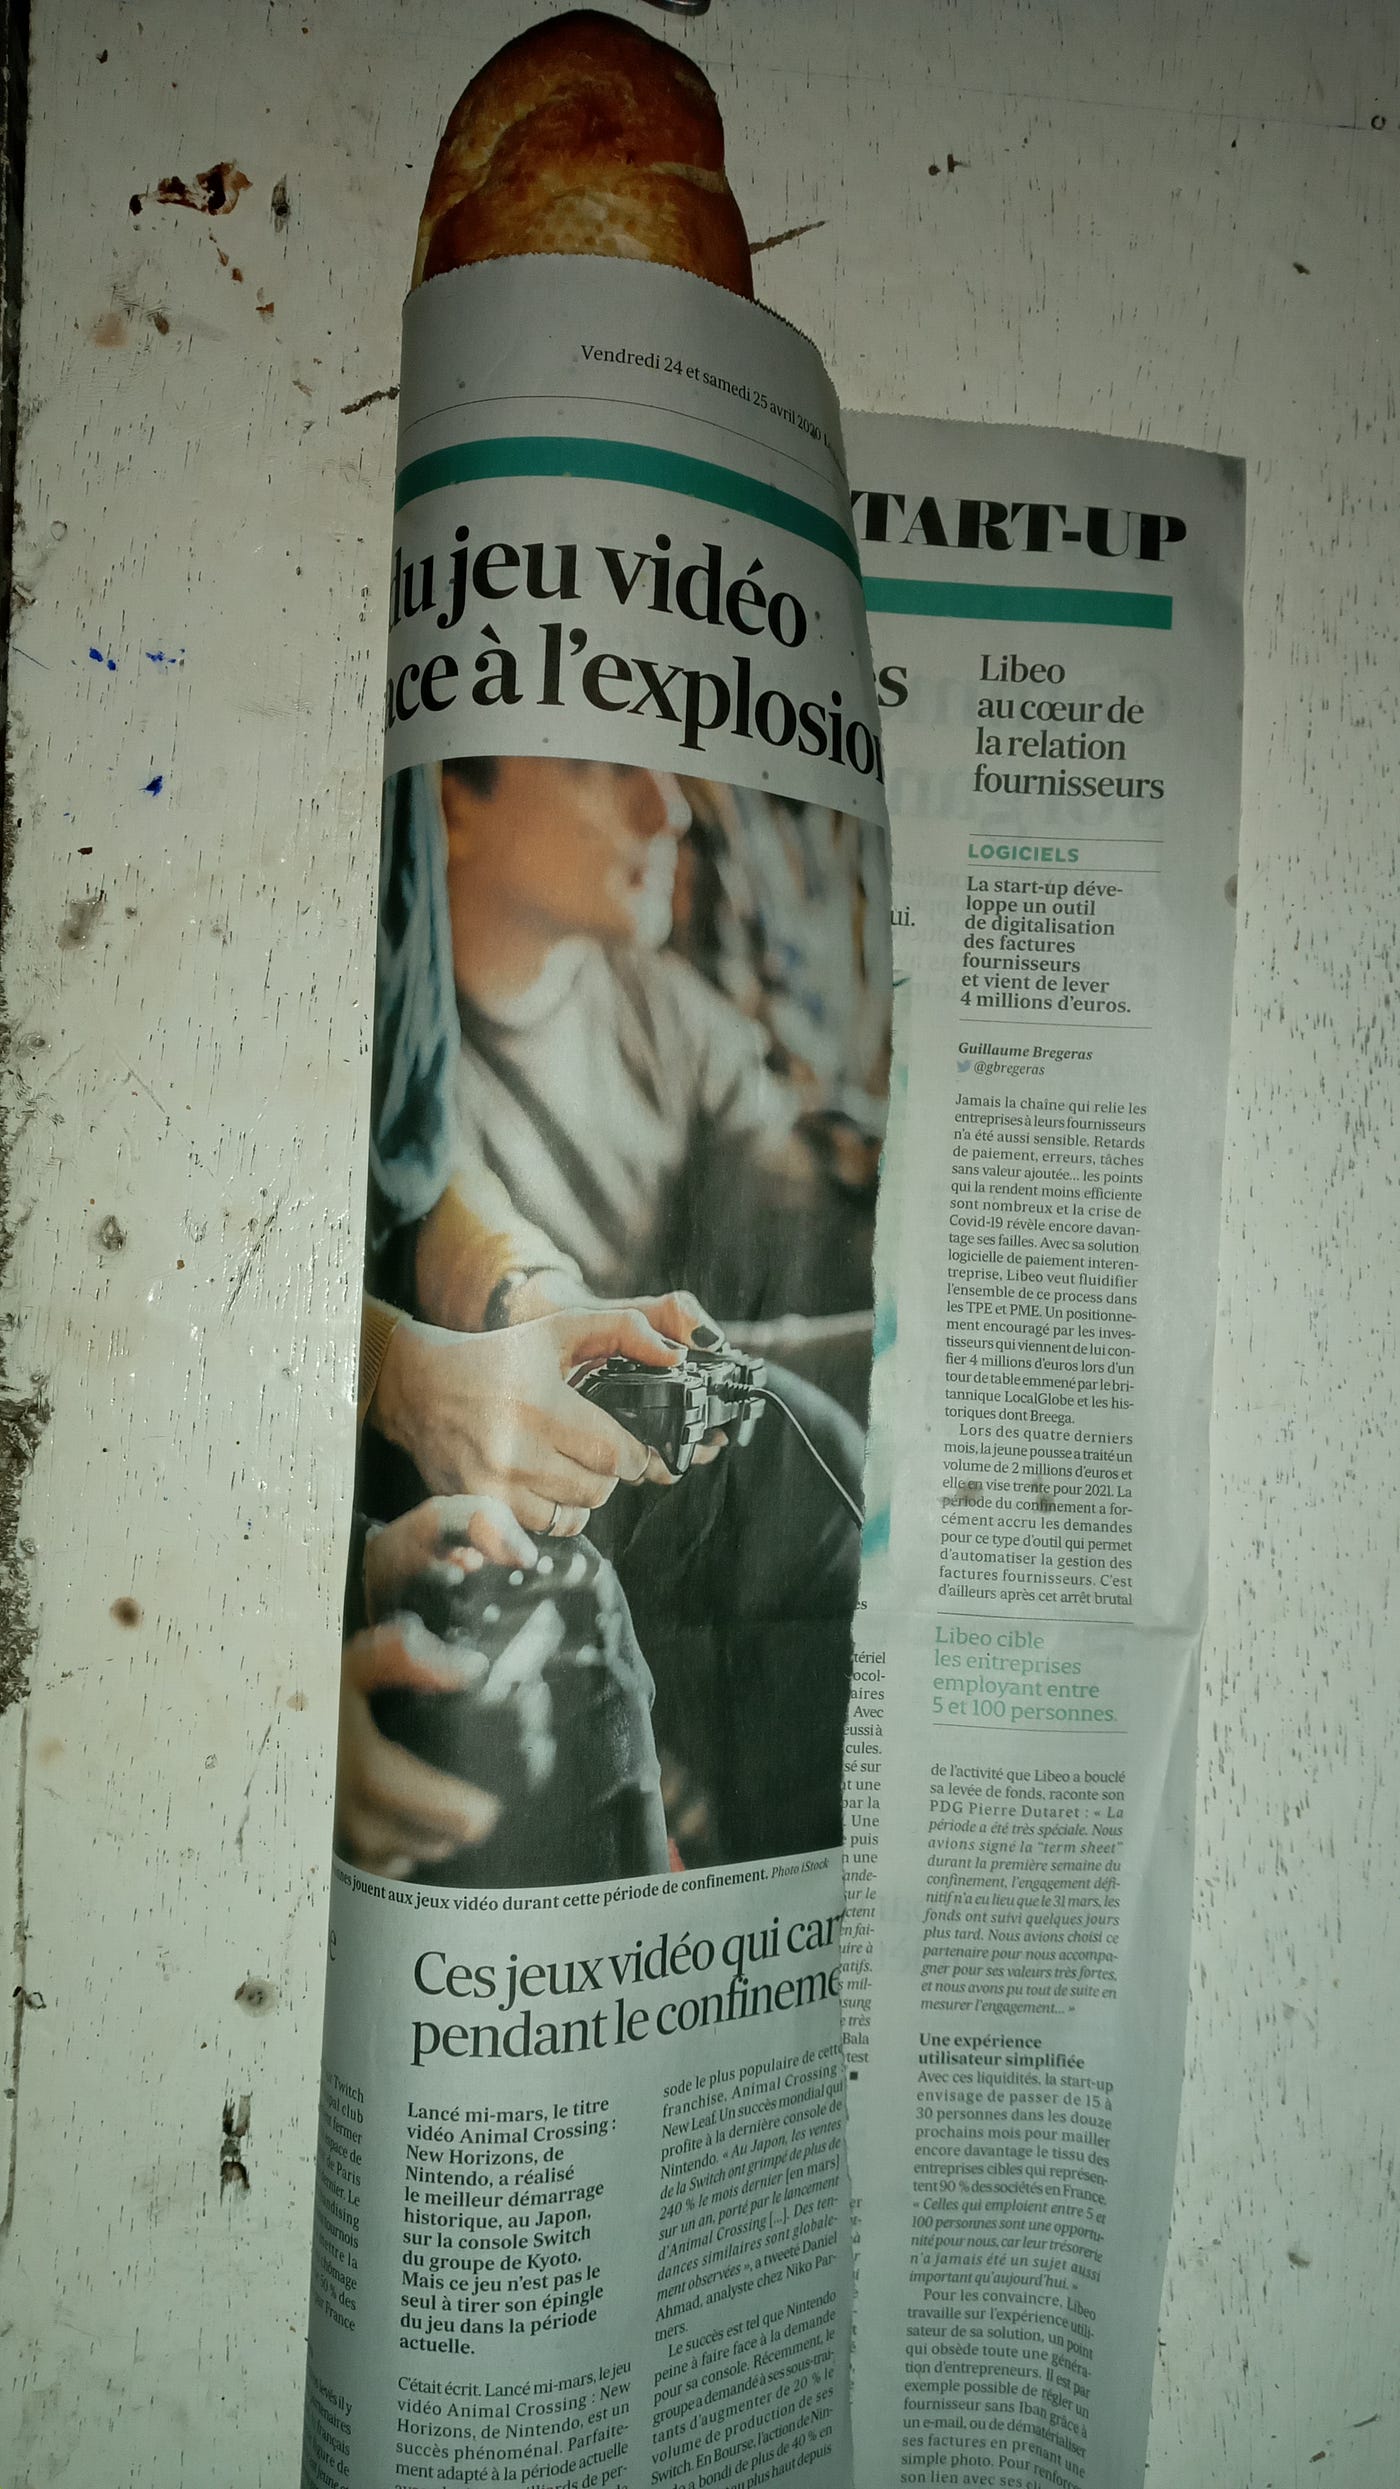 Vendredi 24 et samedi 25 avril 2020
du jeu vidéo
à l'explosion
jouent aux jeux vidéo durant cette période de confinement. Photo iStock
Ces jeux vidéo qui
pendant le
Lancé mi-mars, le titre
vidéo Animal Crossing :
New Horizons, de
Nintendo, a réalisé
le meilleur démarrage
historique, au Japon,
sur la console Switch
du groupe de Kyoto.
Mais ce jeu n'est pas le
seul à tirer son épingle
du jeu dans la période
actuelle.
C'était écrit. Lancé mi-mars, le jeu
vidéo Animal Crossing : New
Horizons, de Nintendo, est un
succès phénoménal. Parfaite-
ment adapté à la période actuelle
de per-
sode le plus populaire de cette
franchise, Animal Crossing :
New Leaf. Un succès mondial qui
profite à la dernière console de
Nintendo. « Au Japon, les ventes
de la Switch ont grimpé de plus de
240 % le mois dernier [en mars]
sur un an, porté par le lancement
d'Animal Crossing [...]. Des ten-
dances similaires sont globale-
ment observées », a tweeté Daniel
Ahmad, analyste chez Niko Par-
tners.
Le succès est tel que Nintendo
peine à faire face à la demande
pour sa console. Récemment, le
groupe a demandé à ses sous-trai-
tants d'augmenter de 20 % le
volume de production de ses
Switch. En Bourse, l'action de Nin-
a bondi de plus de 40 % en
plus haut depuis
Twitch
club
fermer
espace de
de Paris
dernier. Le
la
50 % des
France
TART-UP
Libeo
au cœur de
la relation
fournisseurs
LOGICIELS
La start-up déve-
loppe un outil
de digitalisation
des factures
fournisseurs
et vient de lever
4 millions d'euros.
Guillaume Bregeras
@gbregeras
Jamais la chaîne qui relie les
entreprises à leurs fournisseurs
n'a été aussi sensible. Retards
de paiement, erreurs, tâches
sans valeur ajoutée... les points
qui la rendent moins efficiente
sont nombreux et la crise de
Covid-19 révèle encore davan-
tage ses failles. Avec sa solution
logicielle de paiement interen-
treprise, Libeo veut fluidifier
l'ensemble de ce process dans
les TPE et PME. Un positionne-
ment encouragé par les inves-
tisseurs qui viennent de lui con-
fier 4 millions d'euros lors d'un
tour de table emmené par le bri-
tannique LocalGlobe et les his-
toriques dont Breega.
Lors des quatre derniers
mois, la jeune pousse a traité un
volume de 2 millions d'euros et
elle en vise trente pour 2021. La
période du confinement a for-
cément accru les demandes
pour ce type d'outil qui permet
d'automatiser la gestion des
factures fournisseurs. C'est
d'ailleurs après cet arrêt brutal
Libeo cible
les entreprises
employant entre
5 et 100 personnes.
de l'activité que Libeo a bouclé
sa levée de fonds, raconte son
PDG Pierre Dutaret : « La
période a été très spéciale. Nous
avions signé la "term sheet"
durant la première semaine du
confinement, l'engagement défi-
nitif n'a eu lieu que le 31 mars, les
fonds ont suivi quelques jours
plus tard. Nous avions choisi ce
partenaire pour nous accompa-
gner pour ses valeurs très fortes,
et nous avons pu tout de suite en
mesurer l'engagement... »
Une expérience
utilisateur simplifiée
Avec ces liquidités, la start-up
envisage de passer de 15 à
30 personnes dans les douze
prochains mois pour mailler
encore davantage le tissu des
entreprises cibles qui représen-
tent 90 % des sociétés en France.
« Celles qui emploient entre 5 et
100 personnes sont une opportu-
nité pour nous, car leur trésorerie
n'a jamais été un sujet aussi
important qu'aujourd'hui. »
Pour les convaincre, Libeo
travaille sur l'expérience utili-
sateur de sa solution, un point
qui obsède toute une généra-
tion d'entrepreneurs. Il est par
exemple possible de régler un
fournisseur sans Iban grâce à
un e-mail, ou de dématérialiser
ses factures en prenant une
simple photo. Pour renforcer
son lien avec ses